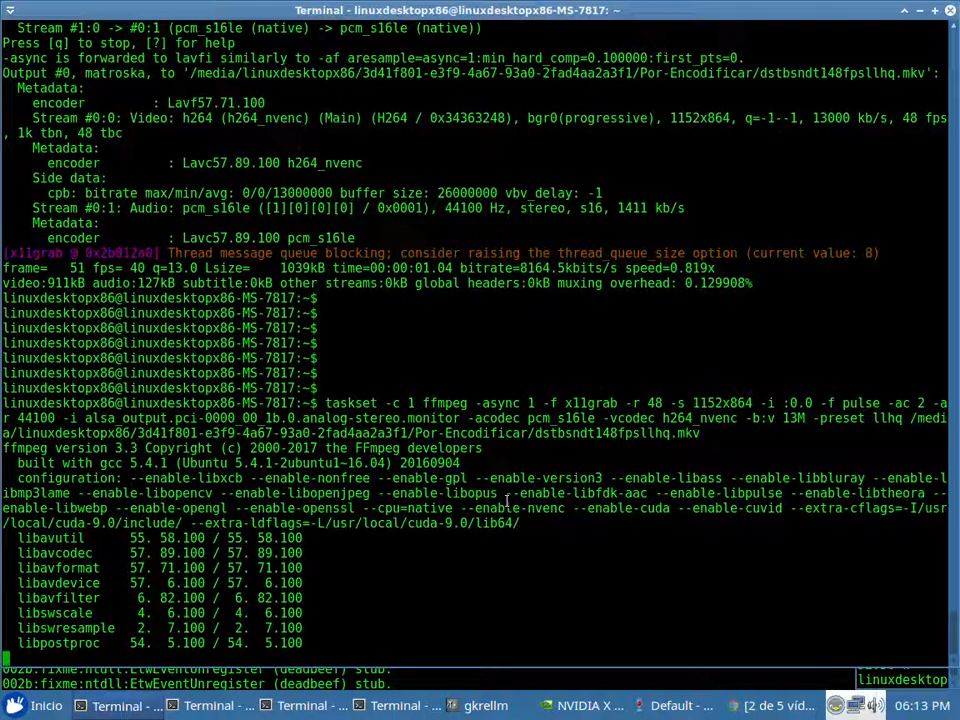 Terminal - linuxdesktopx86@linuxdesktopx86-MS-7817: ~
Stream #1:0 -> #0:1 (pcm_s16le (native) -> pcm_s16le (native))
Press [q] to stop, [?] for help
-async is forwarded to lavfi similarly to -af aresample=async=1:min_hard_comp=0.100000:first_pts=0.
Output #0, matroska, to '/media/linuxdesktopx86/3d41f801-e3f9-4a67-93a0-2fad4aa2a3f1/Por-Encodificar/dstbsndt148fpsllhq.mkv':
Metadata:
encoder : Lavf57.71.100
Stream #0:0: Video: h264 (h264_nvenc) (Main) (H264 / 0x34363248), bgr0(progressive), 1152x864, q=-1--1, 13000 kb/s, 48 fps
, 1k tbn, 48 tbc
Metadata:
encoder : Lavc57.89.100 h264_nvenc
Side data:
cpb: bitrate max/min/avg: 0/0/13000000 buffer size: 26000000 vbv_delay: -1
Stream #0:1: Audio: pcm_s16le ([1][0][0][0] / 0x0001), 44100 Hz, stereo, s16, 1411 kb/s
Metadata:
encoder : Lavc57.89.100 pcm_s16le
[x11grab @ 0x2b012a0] Thread message queue blocking; consider raising the thread_queue_size option (current value: 8)
frame= 51 fps= 40 q=13.0 Lsize= 1039kB time=00:00:01.04 bitrate=8164.5kbits/s speed=0.819x
video:911kB audio:127kB subtitle:0kB other streams:0kB global headers:0kB muxing overhead: 0.129908%
linuxdesktopx86@linuxdesktopx86-MS-7817:~$
linuxdesktopx86@linuxdesktopx86-MS-7817:~$
linuxdesktopx86@linuxdesktopx86-MS-7817:~$
linuxdesktopx86@linuxdesktopx86-MS-7817:~$
linuxdesktopx86@linuxdesktopx86-MS-7817:~$
linuxdesktopx86@linuxdesktopx86-MS-7817:~$
linuxdesktopx86@linuxdesktopx86-MS-7817:~$
linuxdesktopx86@linuxdesktopx86-MS-7817:~$ taskset -c 1 ffmpeg -async 1 -f x11grab -r 48 -s 1152x864 -i :0.0 -f pulse -ac 2 -a
r 44100 -i alsa_output.pci-0000_00_1b.0.analog-stereo.monitor -acodec pcm_s16le -vcodec h264_nvenc -b:v 13M -preset llhq /medi
a/linuxdesktopx86/3d41f801-e3f9-4a67-93a0-2fad4aa2a3f1/Por-Encodificar/dstbsndt148fpsllhq.mkv
ffmpeg version 3.3 Copyright (c) 2000-2017 the FFmpeg developers
built with gcc 5.4.1 (Ubuntu 5.4.1-2ubuntu1~16.04) 20160904
configuration: --enable-libxcb --enable-nonfree --enable-gpl --enable-version3 --enable-libass --enable-libbluray --enable-l
ibmp3lame --enable-libopencv --enable-libopenjpeg --enable-libopus --enable-libfdk-aac --enable-libpulse --enable-libtheora --
enable-libwebp --enable-opengl --enable-openssl --cpu=native --enable-nvenc --enable-cuda --enable-cuvid --extra-cflags=-I/usr
/local/cuda-9.0/include/ --extra-ldflags=-L/usr/local/cuda-9.0/lib64/
libavutil 55. 58.100 / 55. 58.100
libavcodec 57. 89.100 / 57. 89.100
libavformat 57. 71.100 / 57. 71.100
libavdevice 57. 6.100 / 57. 6.100
libavfilter 6. 82.100 / 6. 82.100
libswscale 4. 6.100 / 4. 6.100
libswresample 2. 7.100 / 2. 7.100
libpostproc 54. 5.100 / 54. 5.100
002b:fixme:ntdll:EtwEventUnregister (deadbeef) stub.
002b:fixme:ntdll:EtwEventUnregister (deadbeef) stub.
linuxdesktop
Inicio
Terminal - ...
Terminal - ...
Terminal - ...
Terminal - ...
gkrellm
NVIDIA X ...
Default - ...
[2 de 5 víd...
06:13 PM